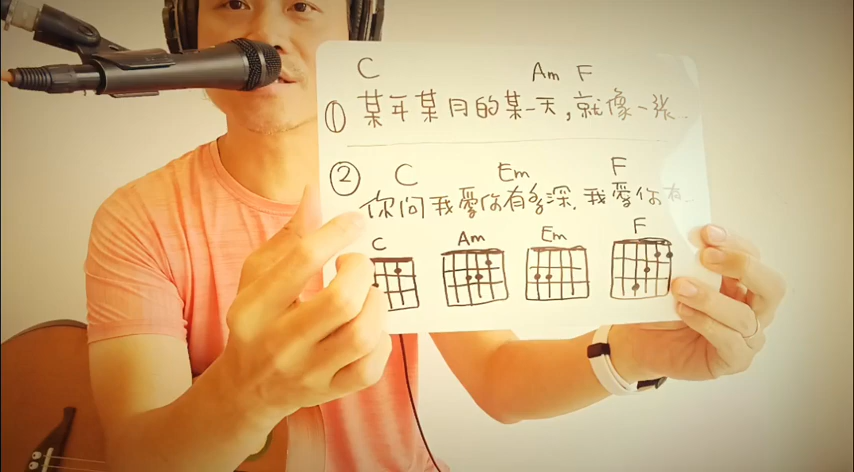 C Am F
① 某年某月的某一天，就像一张...
② C Em F
你问我爱你有多深，我爱你有...
C Am Em F